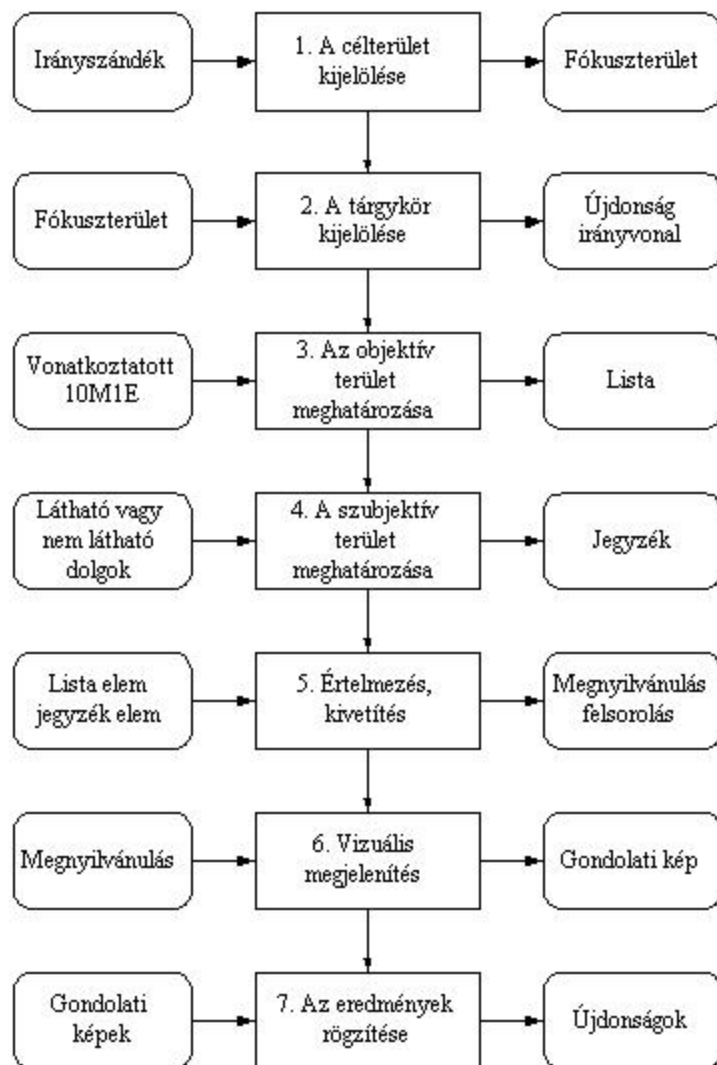 Irányszándék
1. A célterület
kijelölése
Fókuszterület
Fókuszterület
2. A tárgykör
kijelölése
Újdonság
irányvonal
Vonatkoztatott
10M1E
3. Az objektív
terület
meghatározása
Lista
Látható vagy
nem látható
dolgok
4. A szubjektív
terület
meghatározása
Jegyzék
Lista elem
jegyzék elem
5. Értelmezés,
kivetítés
Megnyilvánulás
felsorolás
Megnyilvánulás
6. Vizuális
megjelenítés
Gondolati kép
Gondolati
képek
7. Az eredmények
rögzítése
Újdonságok